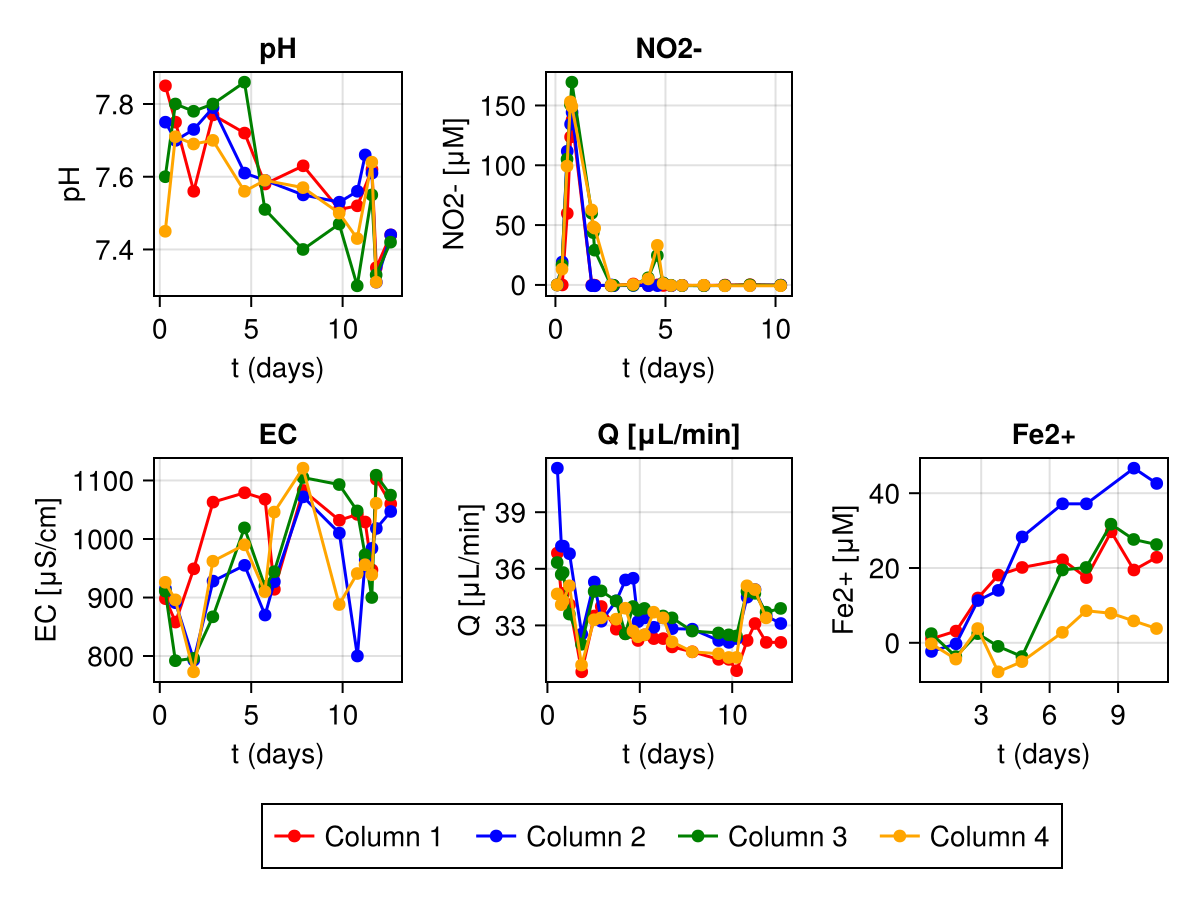 pH
NO2-
pH
7.8
7.6
7.4
0
5
10
t (days)
NO2- [μM]
150
100
50
0
0
5
10
t (days)
EC
Q [μL/min]
Fe2+
EC [μS/cm]
1100
1000
900
800
0
5
10
t (days)
Q [μL/min]
39
36
33
0
5
10
t (days)
Fe2+ [μM]
40
20
0
3
6
9
t (days)
Column 1
Column 2
Column 3
Column 4